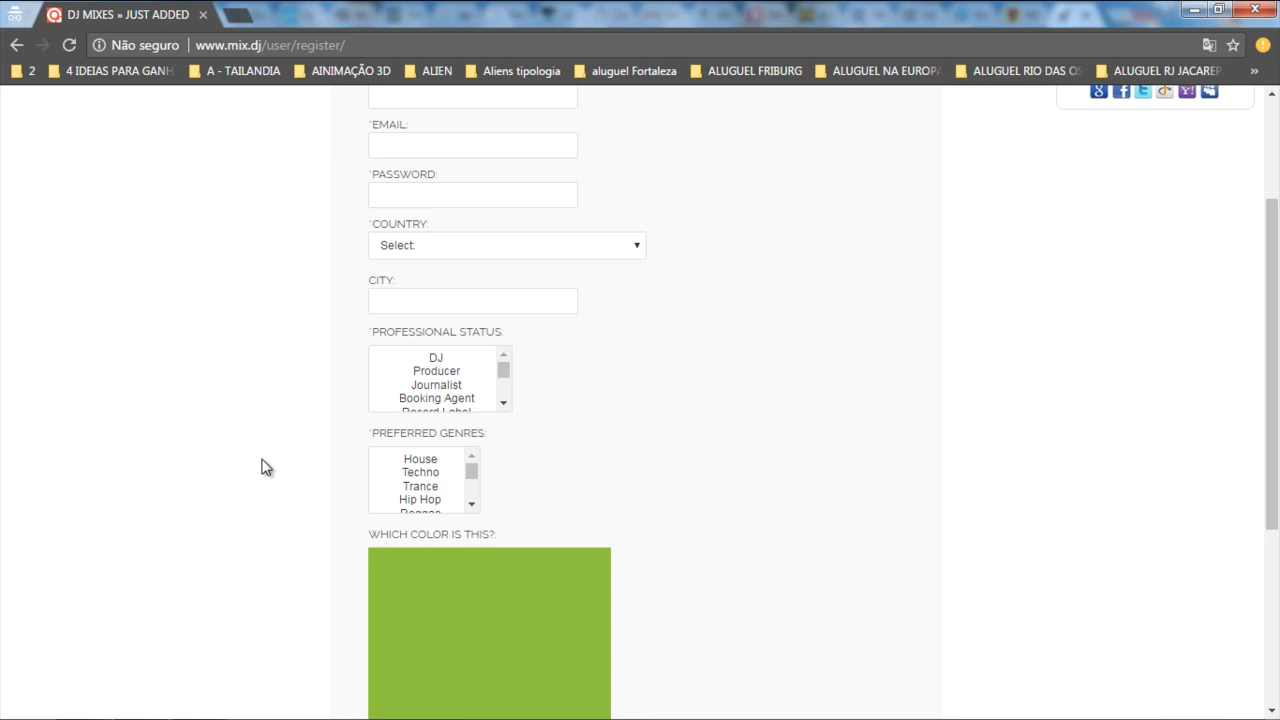 DJ MIXES » JUST ADDED
Não seguro www.mix.dj/user/register/
2 4 IDEIAS PARA GANH A - TAILANDIA AINIMAÇÃO 3D ALIEN Aliens tipologia aluguel Fortaleza ALUGUEL FRIBURG ALUGUEL NA EUROPA ALUGUEL RIO DAS OS ALUGUEL RJ JACAREP »
*EMAIL:
*PASSWORD:
*COUNTRY:
Select:
CITY:
*PROFESSIONAL STATUS:
DJ
Producer
Journalist
Booking Agent
Record Label
*PREFERRED GENRES:
House
Techno
Trance
Hip Hop
Reggae
WHICH COLOR IS THIS?: